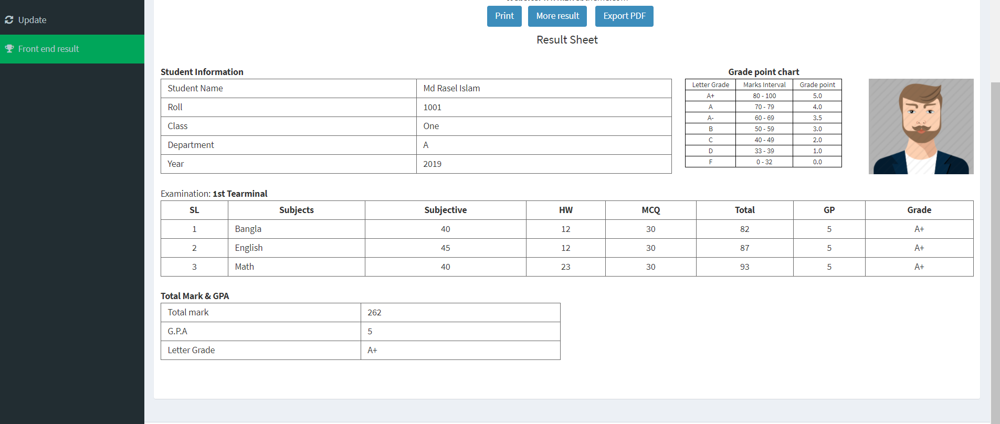 Update
Front end result
Print More result Export PDF
Result Sheet
Student Information
Student Name Md Rasel Islam
Roll 1001
Class One
Department A
Year 2019
Grade point chart
Letter Grade Marks Interval Grade point
A+ 80 - 100 5.0
A 70 - 79 4.0
A- 60 - 69 3.5
B 50 - 59 3.0
C 40 - 49 2.0
D 33 - 39 1.0
F 0 - 32 0.0
Examination: 1st Tearminal
SL Subjects Subjective HW MCQ Total GP Grade
1 Bangla 40 12 30 82 5 A+
2 English 45 12 30 87 5 A+
3 Math 40 23 30 93 5 A+
Total Mark & GPA
Total mark 262
G.P.A 5
Letter Grade A+